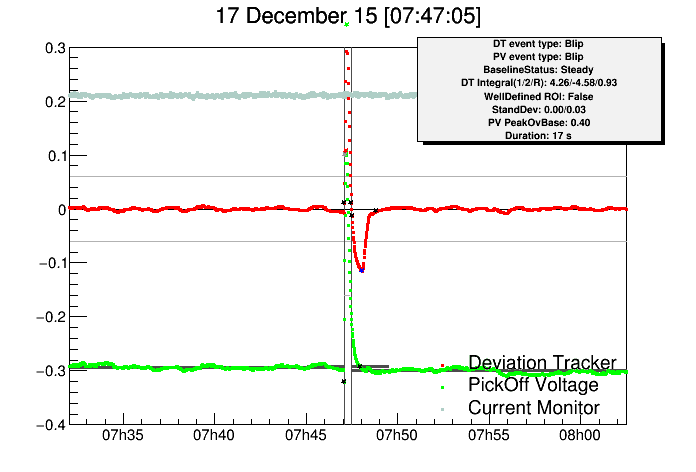 17 December 15 [07:47:05]
DT event type: Blip
PV event type: Blip
BaselineStatus: Steady
DT Integral(1/2/R): 4.26/-4.58/0.93
WellDefined ROI: False
StandDev: 0.00/0.03
PV PeakOvBase: 0.40
Duration: 17 s
0.3
0.2
0.1
0
−0.1
−0.2
−0.3
−0.4
Deviation Tracker
PickOff Voltage
Current Monitor
07h35 07h40 07h45 07h50 07h55 08h00